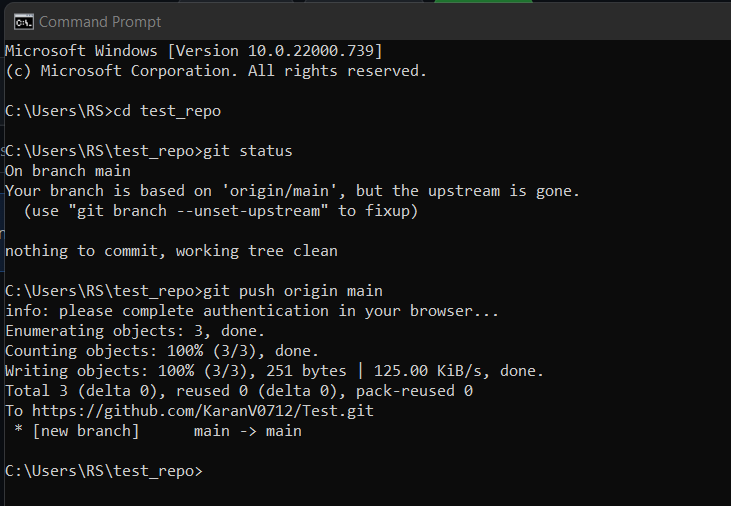 Command Prompt
Microsoft Windows [Version 10.0.22000.739]
(c) Microsoft Corporation. All rights reserved.
C:\Users\RS>cd test_repo
C:\Users\RS\test_repo>git status
On branch main
Your branch is based on 'origin/main', but the upstream is gone.
  (use "git branch --unset-upstream" to fixup)
nothing to commit, working tree clean
C:\Users\RS\test_repo>git push origin main
info: please complete authentication in your browser...
Enumerating objects: 3, done.
Counting objects: 100% (3/3), done.
Writing objects: 100% (3/3), 251 bytes | 125.00 KiB/s, done.
Total 3 (delta 0), reused 0 (delta 0), pack-reused 0
To https://github.com/KaranV0712/Test.git
 * [new branch]      main -> main
C:\Users\RS\test_repo>